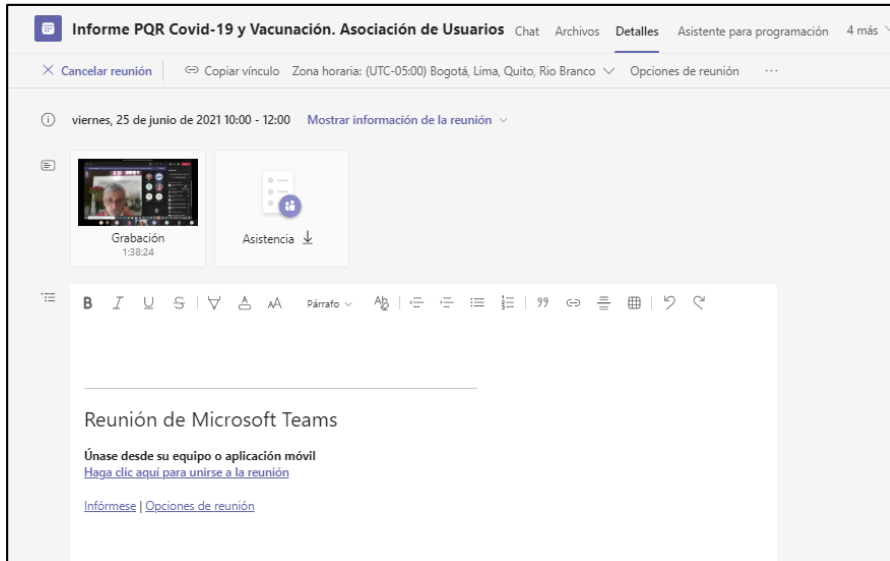 Informe PQR Covid-19 y Vacunación. Asociación de Usuarios Chat Archivos Detalles Asistente para programación 4 más
Cancelar reunión Copiar vínculo Zona horaria: (UTC-05:00) Bogotá, Lima, Quito, Rio Branco Opciones de reunión ...
viernes, 25 de junio de 2021 10:00 - 12:00 Mostrar información de la reunión
Grabación
1:38:24
Asistencia
B I U S A AA Párrafo
Reunión de Microsoft Teams
Únase desde su equipo o aplicación móvil
Haga clic aquí para unirse a la reunión
Infórmese | Opciones de reunión